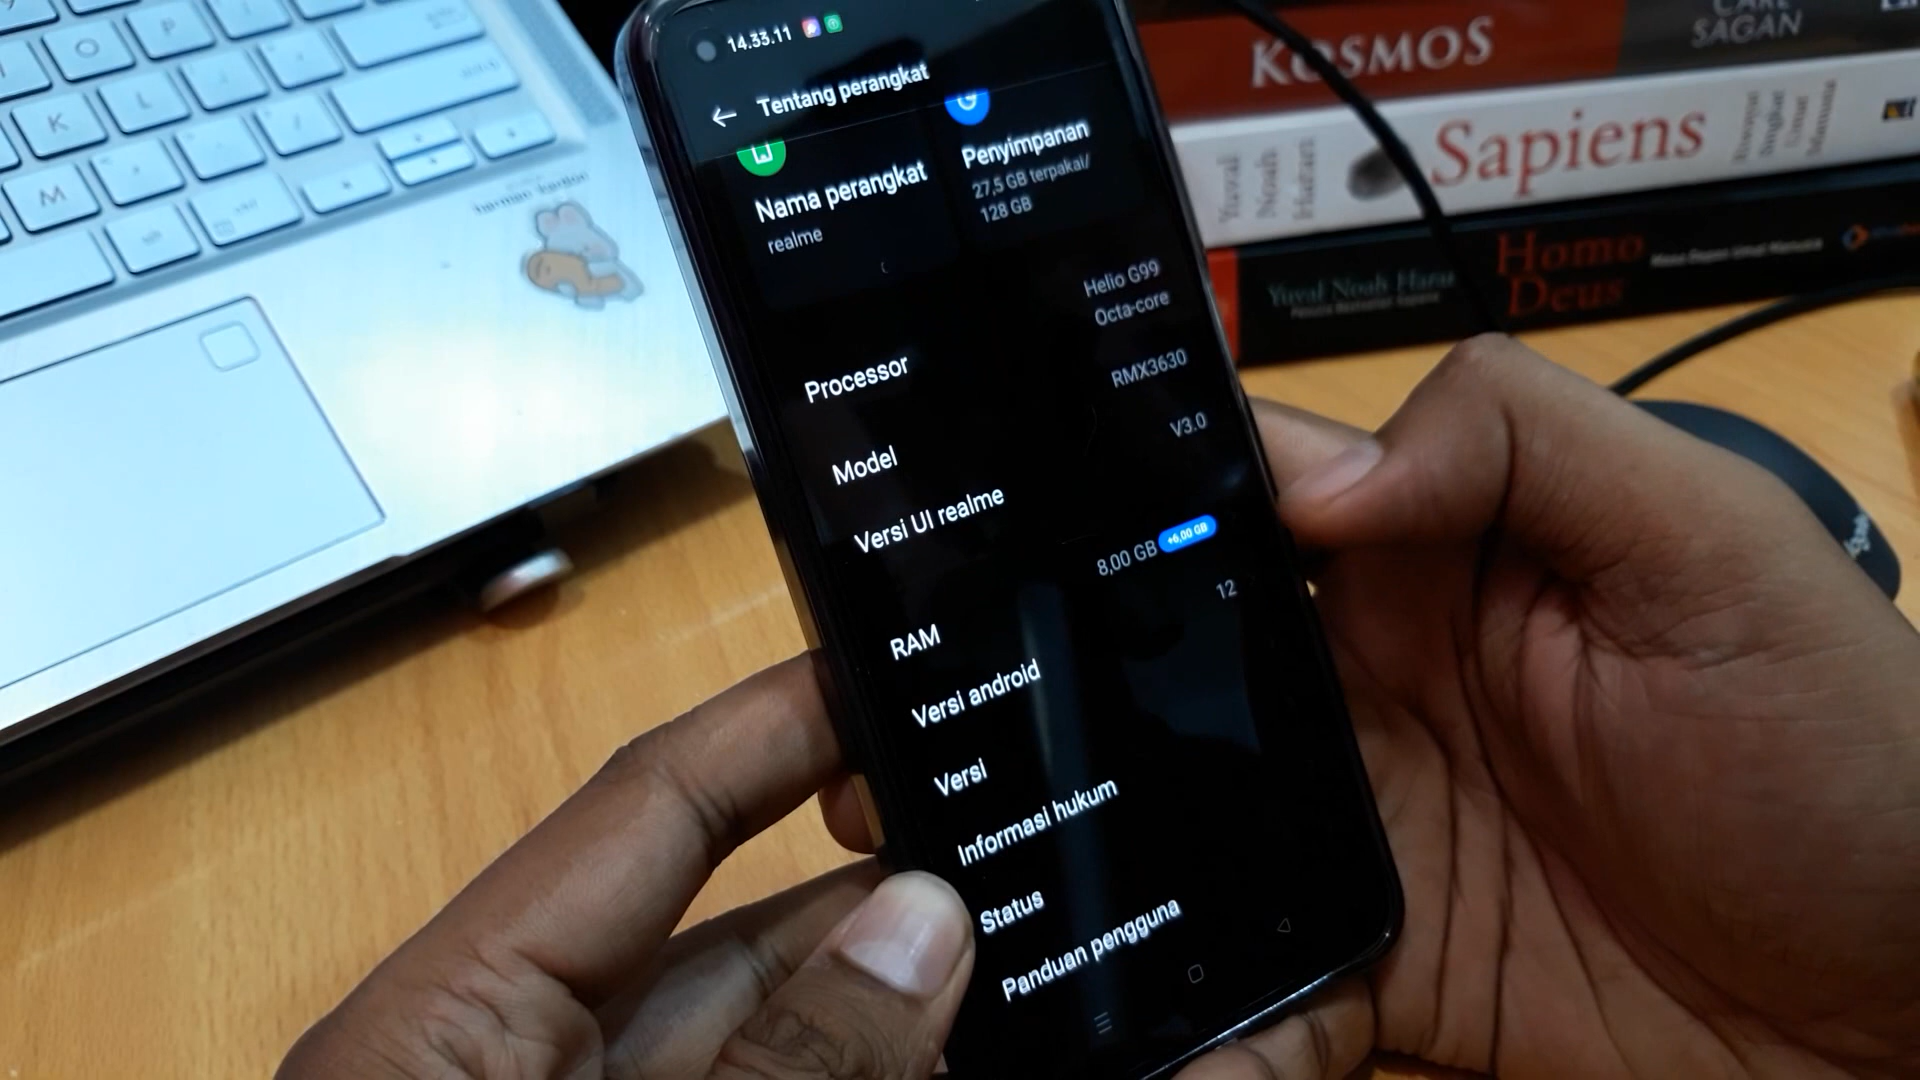 14.33.11
Tentang perangkat
Nama perangkat
realme
Penyimpanan
27,5 GB terpakai/
128 GB
Processor
Helio G99
Octa-core
Model
RMX3630
Versi UI realme
V3.0
RAM
8,00 GB +6,00 GB
Versi android
12
Versi
Informasi hukum
Status
Panduan pengguna
KOSMOS
CARL
SAGAN
Yuval
Noah
Harari
Sapiens
Yuval Noah Harari
Homo
Deus
harman/kardon
O
P
L
K
M